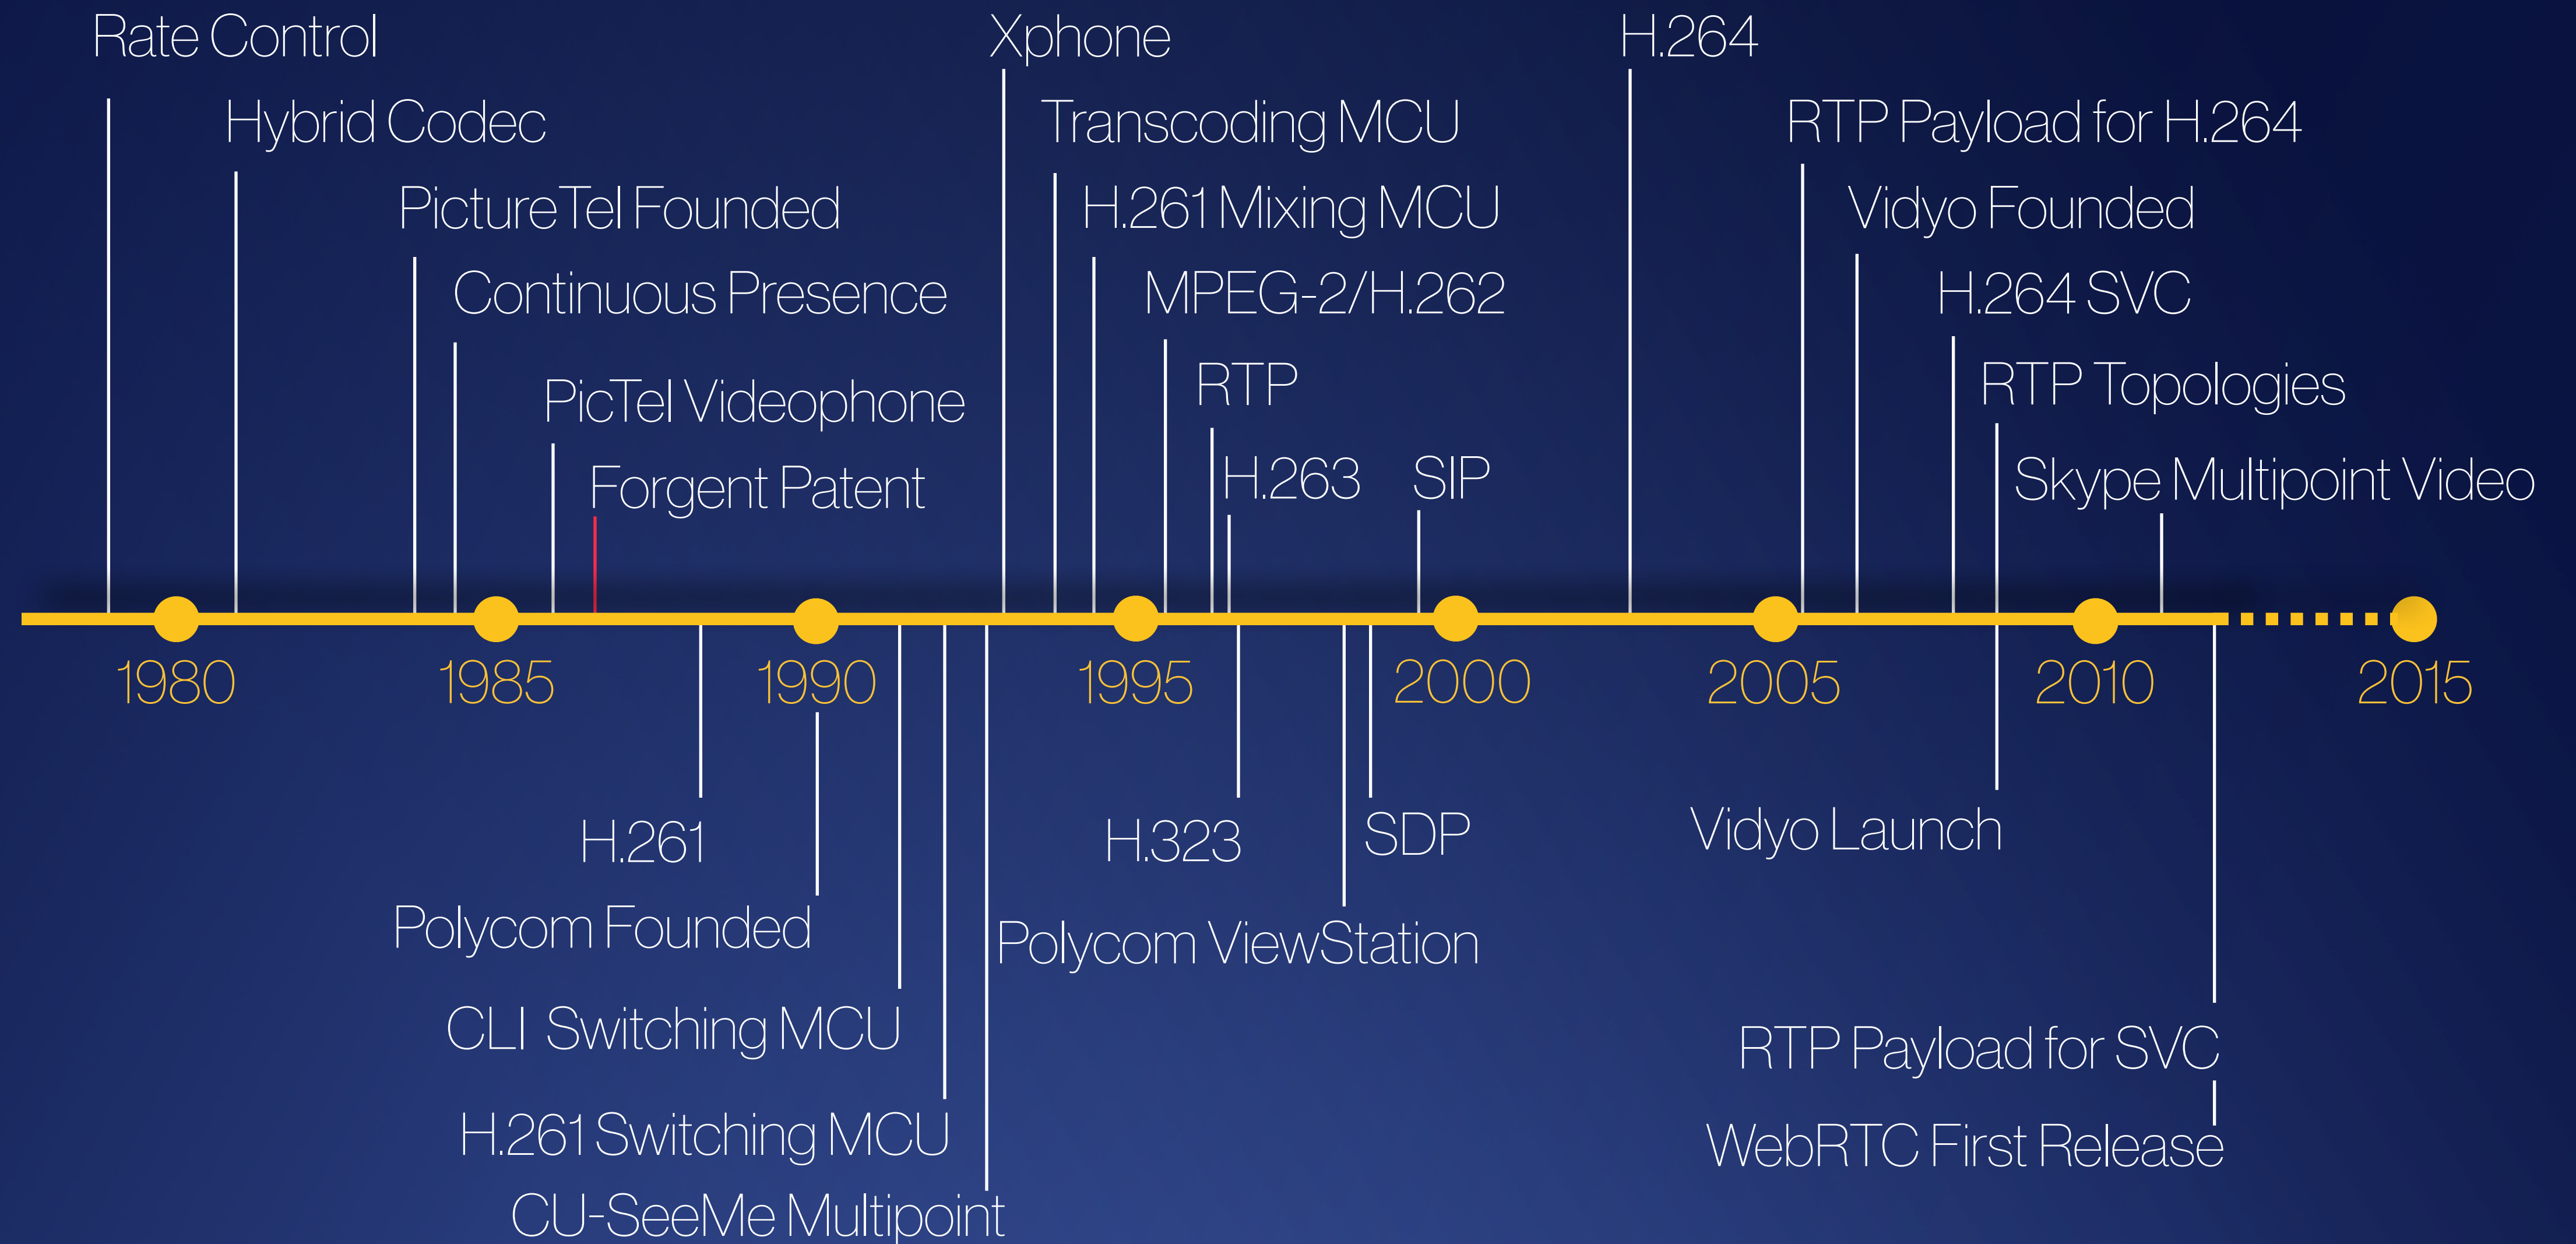 Rate Control
Xphone
H.264
Hybrid Codec
Transcoding MCU
RTP Payload for H.264
PictureTel Founded
H.261 Mixing MCU
Vidyo Founded
Continuous Presence
MPEG-2/H.262
H.264 SVC
PicTel Videophone
RTP
RTP Topologies
Forgent Patent
H.263
SIP
Skype Multipoint Video
1980
1985
1990
1995
2000
2005
2010
2015
H.261
H.323
SDP
Vidyo Launch
Polycom Founded
Polycom ViewStation
CLI Switching MCU
RTP Payload for SVC
H.261 Switching MCU
WebRTC First Release
CU-SeeMe Multipoint